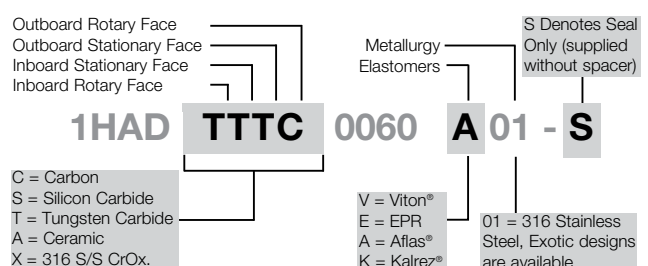 Outboard Rotary Face
Outboard Stationary Face
Inboard Stationary Face
Inboard Rotary Face
Metallurgy
Elastomers
S Denotes Seal
Only (supplied
without spacer)
1HAD TTTC 0060 A 01 - S
C = Carbon
S = Silicon Carbide
T = Tungsten Carbide
A = Ceramic
X = 316 S/S CrOx.
V = Viton®
E = EPR
A = Aflas®
K = Kalrez®
01 = 316 Stainless
Steel, Exotic designs
are available